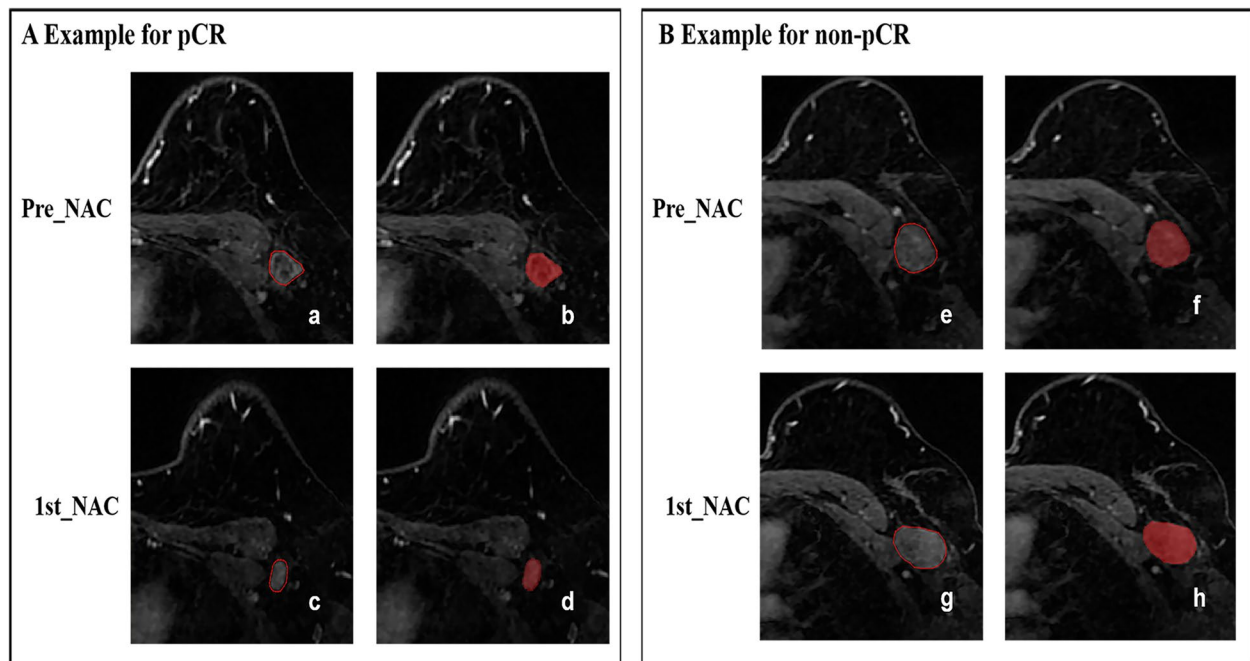 A Example for pCR
Pre_NAC
a
b
1st_NAC
c
d
B Example for non-pCR
Pre_NAC
e
f
1st_NAC
g
h